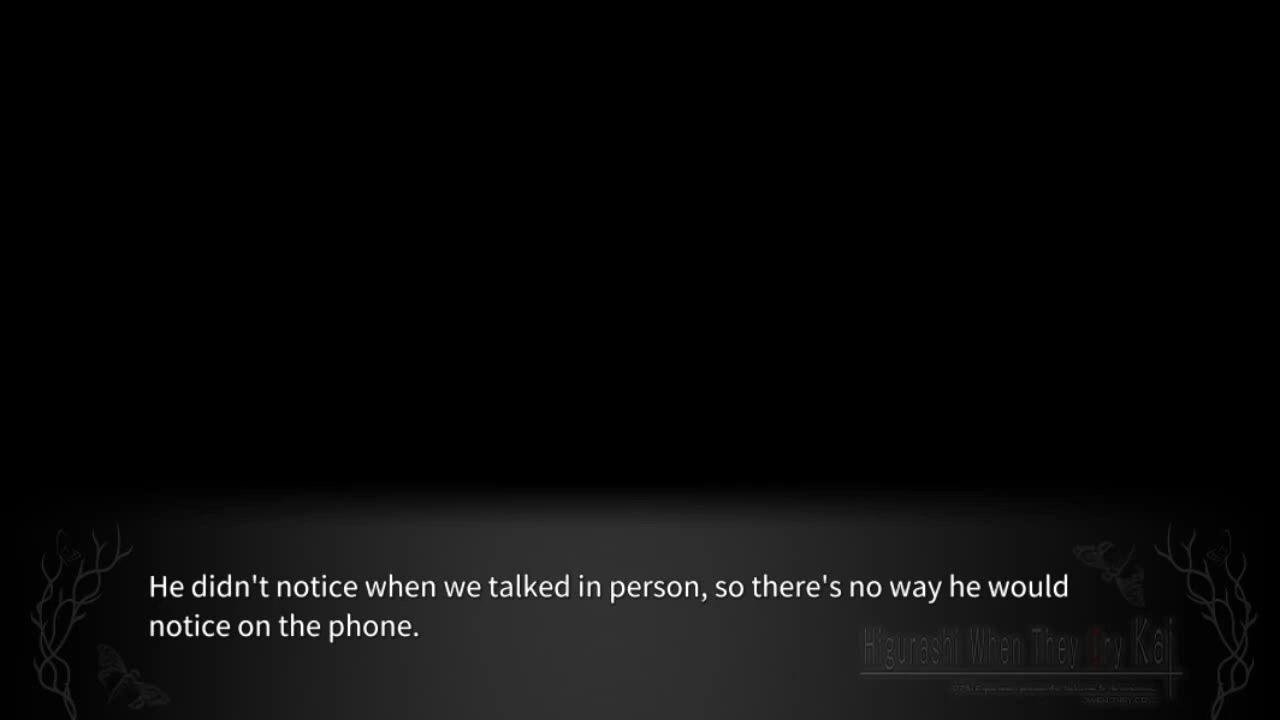 He didn't notice when we talked in person, so there's no way he would
notice on the phone.
Higurashi When They Cry Kai